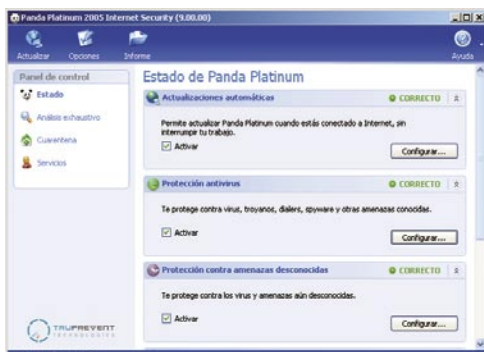 Panda Platinum 2005 Internet Security (9.00.00)
Actualizar Opciones Informe Ayuda
Panel de control
Estado
Análisis exhaustivo
Cuarentena
Servicios
Estado de Panda Platinum
Actualizaciones automáticas CORRECTO
Permite actualizar Panda Platinum cuando estás conectado a Internet, sin
interrumpir tu trabajo.
Activar
Configurar...
Protección antivirus CORRECTO
Te protege contra virus, troyanos, dialers, spyware y otras amenazas conocidas.
Activar
Configurar...
Protección contra amenazas desconocidas CORRECTO
Te protege contra los virus y amenazas aún desconocidas.
Activar
Configurar...
TRUPREVENT
TECHNOLOGIES